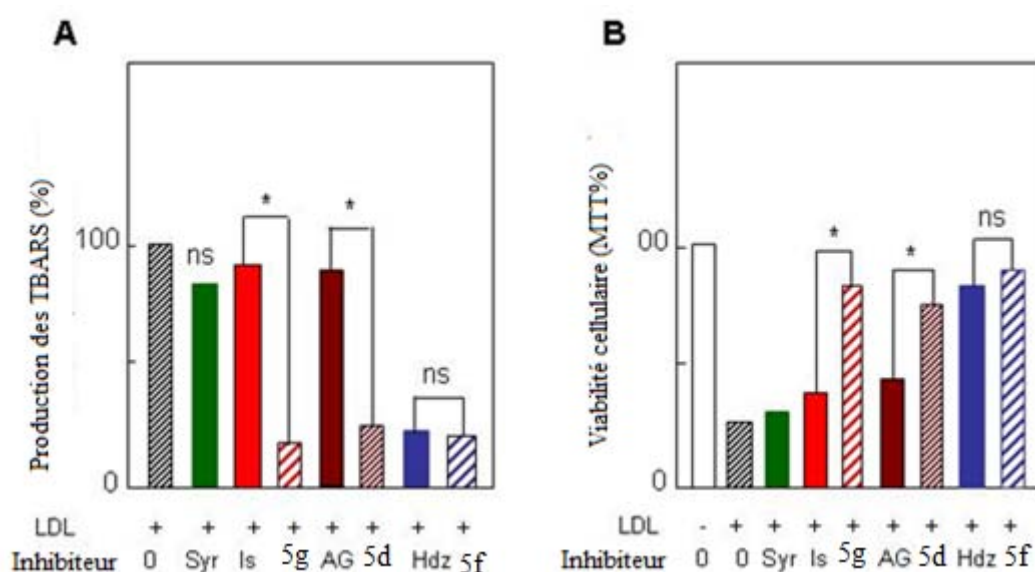 A
Production des TBARS (%)
100
0
ns
*
*
ns
LDL + + + + + + + +
Inhibiteur 0 Syr Is 5g AG 5d Hdz 5f
B
Viabilité cellulaire (MTT%)
00
0
*
*
ns
LDL - + + + + + + + +
Inhibiteur 0 0 Syr Is 5g AG 5d Hdz 5f